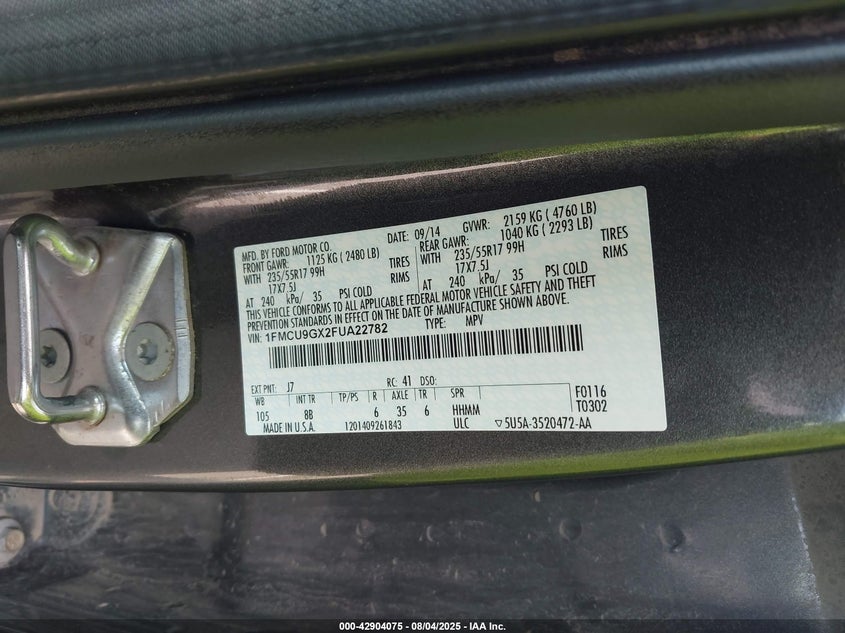 MFD. BY FORD MOTOR CO. DATE: 09/14 GVWR: 2159 KG ( 4760 LB)
FRONT GAWR: 1125 KG ( 2480 LB) REAR GAWR: 1040 KG ( 2293 LB)
WITH 235/55R17 99H TIRES WITH 235/55R17 99H TIRES
17X7.5J RIMS 17X7.5J RIMS
AT 240 kPa/ 35 PSI COLD AT 240 kPa/ 35 PSI COLD
THIS VEHICLE CONFORMS TO ALL APPLICABLE FEDERAL MOTOR VEHICLE SAFETY AND THEFT
PREVENTION STANDARDS IN EFFECT ON THE DATE OF MANUFACTURE SHOWN ABOVE.
VIN: 1FMCU9GX2FUA22782 TYPE: MPV
EXT PNT: J7 RC: 41 DSO: F0116
WB INT TR TP/PS R AXLE TR SPR T0302
105 8B 6 35 6 HHMM
MADE IN U.S.A. 1201409261843 ULC ▽5U5A-3520472-AA
000-42904075 - 08/04/2025 - IAA Inc.